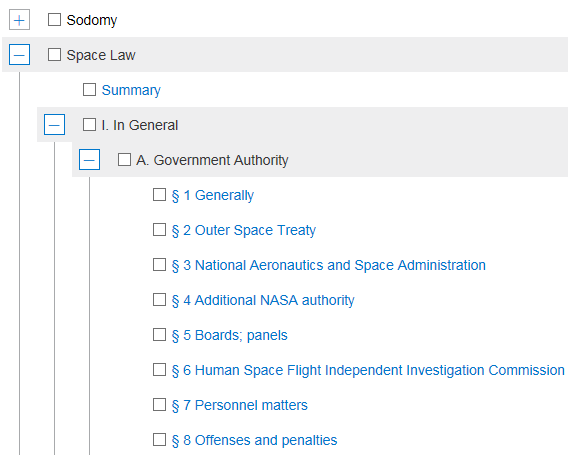 Sodomy
Space Law
Summary
I. In General
A. Government Authority
§ 1 Generally
§ 2 Outer Space Treaty
§ 3 National Aeronautics and Space Administration
§ 4 Additional NASA authority
§ 5 Boards; panels
§ 6 Human Space Flight Independent Investigation Commission
§ 7 Personnel matters
§ 8 Offenses and penalties